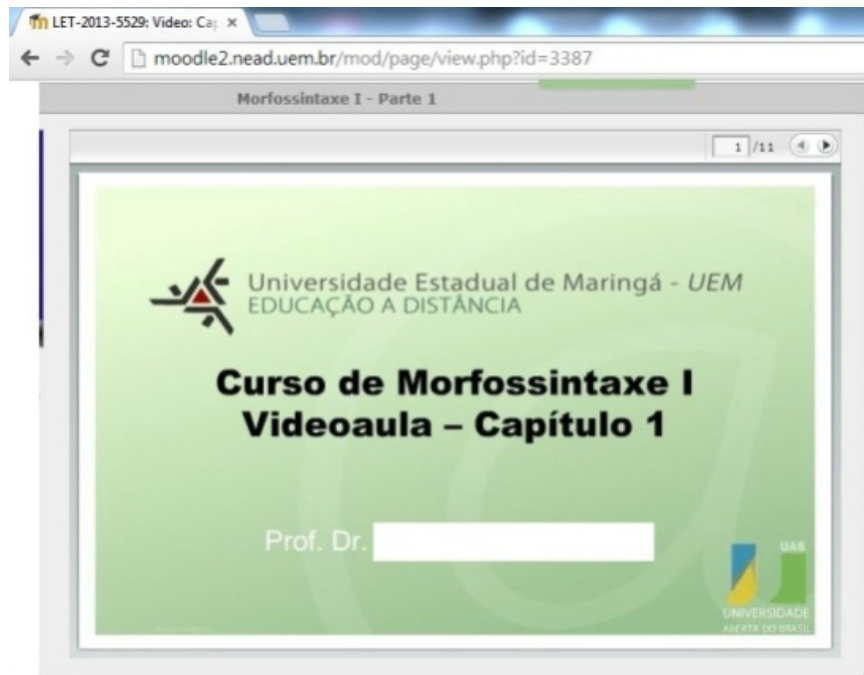 LET-2013-5529: Video: Cap
moodle2.nead.uem.br/mod/page/view.php?id=3387
Morfossintaxe I - Parte 1
1 /11
Universidade Estadual de Maringá - UEM
EDUCAÇÃO A DISTÂNCIA
Curso de Morfossintaxe I
Videoaula – Capítulo 1
Prof. Dr.
UAB
UNIVERSIDADE
ABERTA DO BRASIL